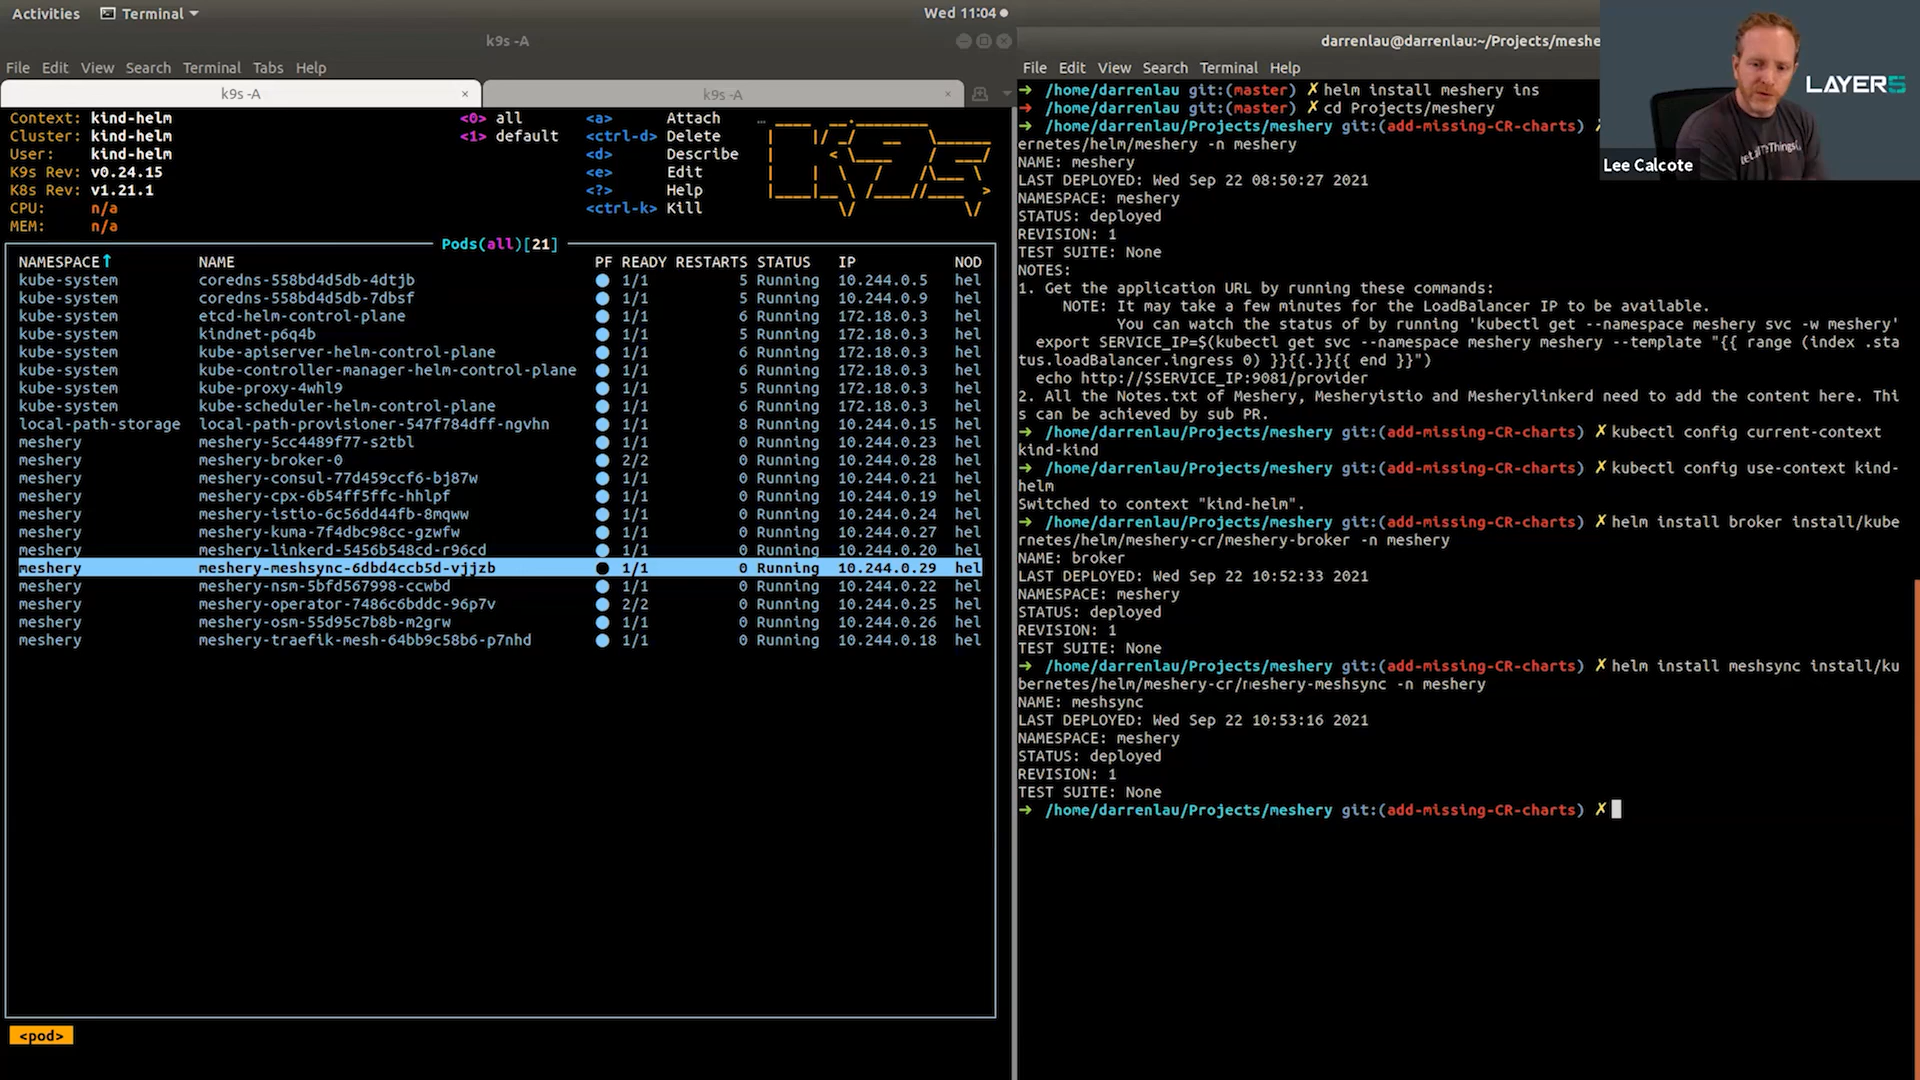 Activities Terminal Wed 11:04
k9s -A
File Edit View Search Terminal Tabs Help
k9s -A × k9s -A ×
Context: kind-helm <0> all <a> Attach
Cluster: kind-helm <1> default <ctrl-d> Delete
User: kind-helm <d> Describe
K9s Rev: v0.24.15 <e> Edit
K8s Rev: v1.21.1 <?> Help
CPU: n/a <ctrl-k> Kill
MEM: n/a
Pods(all)[21]
NAMESPACE↑ NAME PF READY RESTARTS STATUS IP NOD
kube-system coredns-558bd4d5db-4dtjb ● 1/1 5 Running 10.244.0.5 hel
kube-system coredns-558bd4d5db-7dbsf ● 1/1 5 Running 10.244.0.9 hel
kube-system etcd-helm-control-plane ● 1/1 6 Running 172.18.0.3 hel
kube-system kindnet-p6q4b ● 1/1 5 Running 172.18.0.3 hel
kube-system kube-apiserver-helm-control-plane ● 1/1 6 Running 172.18.0.3 hel
kube-system kube-controller-manager-helm-control-plane ● 1/1 6 Running 172.18.0.3 hel
kube-system kube-proxy-4whl9 ● 1/1 5 Running 172.18.0.3 hel
kube-system kube-scheduler-helm-control-plane ● 1/1 6 Running 172.18.0.3 hel
local-path-storage local-path-provisioner-547f784dff-ngvhn ● 1/1 8 Running 10.244.0.15 hel
meshery meshery-5cc4489f77-s2tbl ● 1/1 0 Running 10.244.0.23 hel
meshery meshery-broker-0 ● 2/2 0 Running 10.244.0.28 hel
meshery meshery-consul-77d459ccf6-bj87w ● 1/1 0 Running 10.244.0.21 hel
meshery meshery-cpx-6b54ff5ffc-hhlpf ● 1/1 0 Running 10.244.0.19 hel
meshery meshery-istio-6c56dd44fb-8mqww ● 1/1 0 Running 10.244.0.24 hel
meshery meshery-kuma-7f4dbc98cc-gzwfw ● 1/1 0 Running 10.244.0.27 hel
meshery meshery-linkerd-5456b548cd-r96cd ● 1/1 0 Running 10.244.0.20 hel
meshery meshery-meshsync-6dbd4ccb5d-vjjzb ● 1/1 0 Running 10.244.0.29 hel
meshery meshery-nsm-5bfd567998-ccwbd ● 1/1 0 Running 10.244.0.22 hel
meshery meshery-operator-7486c6bddc-96p7v ● 2/2 0 Running 10.244.0.25 hel
meshery meshery-osm-55d95c7b8b-m2grw ● 1/1 0 Running 10.244.0.26 hel
meshery meshery-traefik-mesh-64bb9c58b6-p7nhd ● 1/1 0 Running 10.244.0.18 hel
<pod>
darrenlau@darrenlau:~/Projects/meshe
File Edit View Search Terminal Help
→ /home/darrenlau git:(master) ✗ helm install meshery ins
→ /home/darrenlau git:(master) ✗ cd Projects/meshery
→ /home/darrenlau/Projects/meshery git:(add-missing-CR-charts)
ernetes/helm/meshery -n meshery
NAME: meshery
LAST DEPLOYED: Wed Sep 22 08:50:27 2021
NAMESPACE: meshery
STATUS: deployed
REVISION: 1
TEST SUITE: None
NOTES:
1. Get the application URL by running these commands:
NOTE: It may take a few minutes for the LoadBalancer IP to be available.
You can watch the status of by running 'kubectl get --namespace meshery svc -w meshery'
export SERVICE_IP=$(kubectl get svc --namespace meshery meshery --template "{{ range (index .sta
tus.loadBalancer.ingress 0) }}{{.}}{{ end }}")
echo http://$SERVICE_IP:9081/provider
2. All the Notes.txt of Meshery, Mesheryistio and Mesherylinkerd need to add the content here. Thi
s can be achieved by sub PR.
→ /home/darrenlau/Projects/meshery git:(add-missing-CR-charts) ✗ kubectl config current-context
kind-kind
→ /home/darrenlau/Projects/meshery git:(add-missing-CR-charts) ✗ kubectl config use-context kind-
helm
Switched to context "kind-helm".
→ /home/darrenlau/Projects/meshery git:(add-missing-CR-charts) ✗ helm install broker install/kube
rnetes/helm/meshery-cr/meshery-broker -n meshery
NAME: broker
LAST DEPLOYED: Wed Sep 22 10:52:33 2021
NAMESPACE: meshery
STATUS: deployed
REVISION: 1
TEST SUITE: None
→ /home/darrenlau/Projects/meshery git:(add-missing-CR-charts) ✗ helm install meshsync install/ku
bernetes/helm/meshery-cr/meshery-meshsync -n meshery
NAME: meshsync
LAST DEPLOYED: Wed Sep 22 10:53:16 2021
NAMESPACE: meshery
STATUS: deployed
REVISION: 1
TEST SUITE: None
→ /home/darrenlau/Projects/meshery git:(add-missing-CR-charts) ✗
LAYER5
Lee Calcote